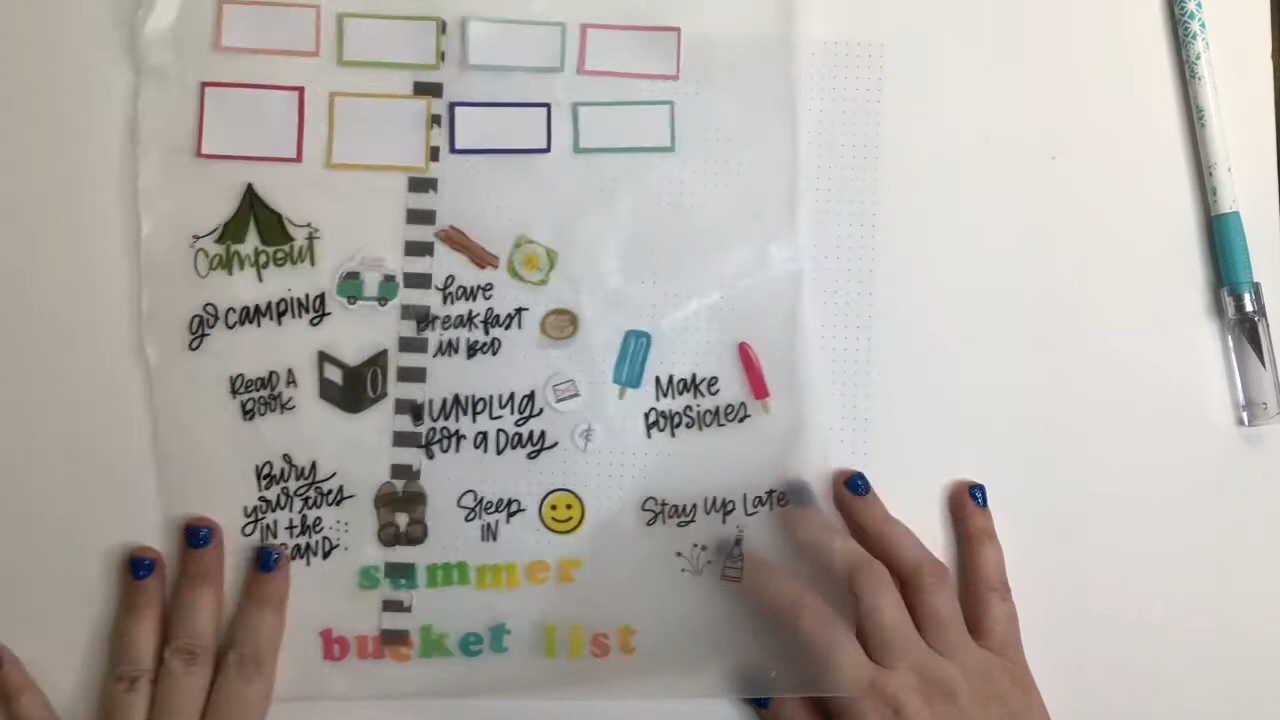 Campout
go CAMPING
ReaD A
BOOK
Bury
your toes
IN the
SAND
have
breakfast
IN BeD
UNPLUG
for a Day
Make
Popsicles
Sleep
IN
Stay Up Late
summer
bucket list